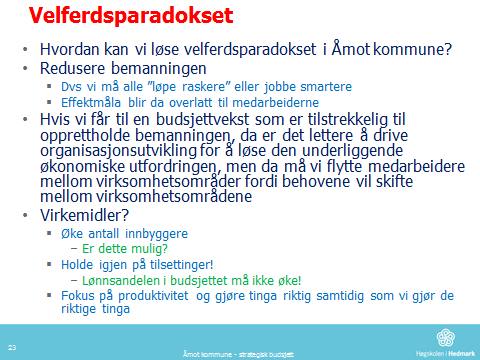 Velferdsparadokset
• Hvordan kan vi løse velferdsparadokset i Åmot kommune?
• Redusere bemanningen
▪ Dvs vi må alle ”løpe raskere” eller jobbe smartere
▪ Effektmåla blir da overlatt til medarbeiderne
• Hvis vi får til en budsjettvekst som er tilstrekkelig til
opprettholde bemanningen, da er det lettere å drive
organisasjonsutvikling for å løse den underliggende
økonomiske utfordringen, men da må vi flytte medarbeidere
mellom virksomhetsområder fordi behovene vil skifte
mellom virksomhetsområdene
• Virkemidler?
▪ Øke antall innbyggere
– Er dette mulig?
▪ Holde igjen på tilsettinger!
– Lønnsandelen i budsjettet må ikke øke!
▪ Fokus på produktivitet og gjøre tinga riktig samtidig som vi gjør de
riktige tinga
23
Åmot kommune - strategisk budsjett
Høgskolen i Hedmark